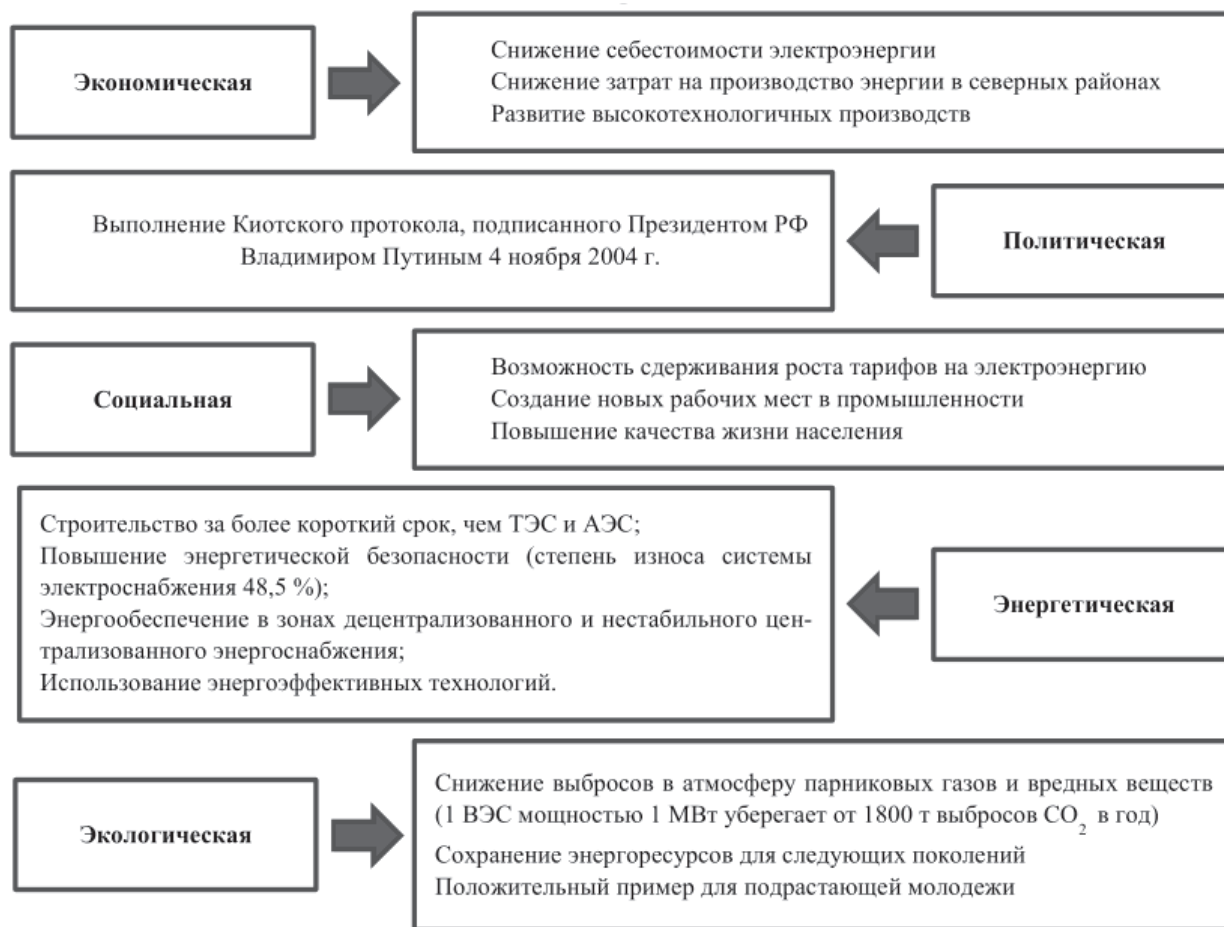 Экономическая
Снижение себестоимости электроэнергии
Снижение затрат на производство энергии в северных районах
Развитие высокотехнологичных производств
Выполнение Киотского протокола, подписанного Президентом РФ
Владимиром Путиным 4 ноября 2004 г.
Политическая
Социальная
Возможность сдерживания роста тарифов на электроэнергию
Создание новых рабочих мест в промышленности
Повышение качества жизни населения
Строительство за более короткий срок, чем ТЭС и АЭС;
Повышение энергетической безопасности (степень износа системы
электроснабжения 48,5 %);
Энергообеспечение в зонах децентрализованного и нестабильного цен-
трализованного энергоснабжения;
Использование энергоэффективных технологий.
Энергетическая
Экологическая
Снижение выбросов в атмосферу парниковых газов и вредных веществ
(1 ВЭС мощностью 1 МВт уберегает от 1800 т выбросов CO₂ в год)
Сохранение энергоресурсов для следующих поколений
Положительный пример для подрастающей молодежи